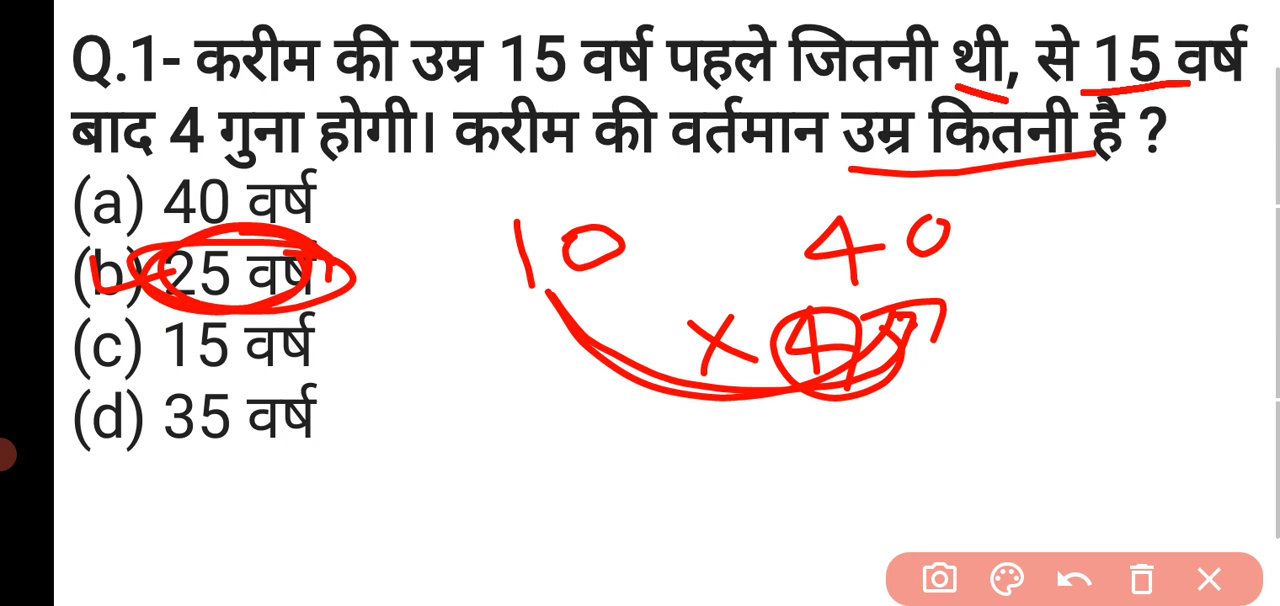 Q.1- करीम की उम्र 15 वर्ष पहले जितनी थी, से 15 वर्ष
बाद 4 गुना होगी। करीम की वर्तमान उम्र कितनी है ?
(a) 40 वर्ष
(b) 25 वर्ष
(c) 15 वर्ष
(d) 35 वर्ष
10 40
× 4